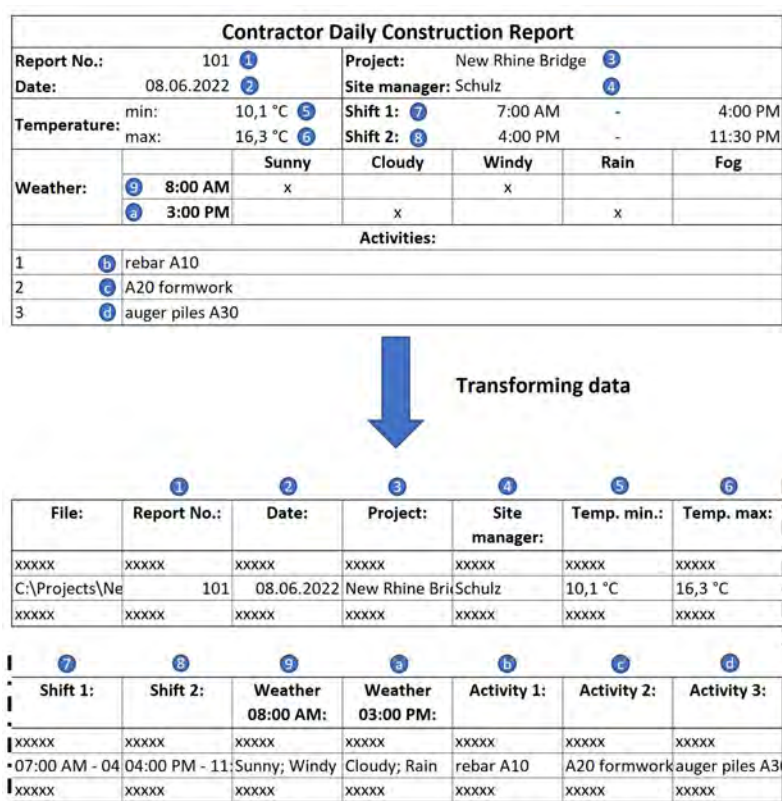 Contractor Daily Construction Report
Report No.: 101 1 Project: New Rhine Bridge 3
Date: 08.06.2022 2 Site manager: Schulz 4
Temperature: min: 10,1 °C 5 Shift 1: 7 7:00 AM - 4:00 PM
max: 16,3 °C 6 Shift 2: 8 4:00 PM - 11:30 PM
Sunny Cloudy Windy Rain Fog
Weather: 9 8:00 AM x x
a 3:00 PM x x
Activities:
1 b rebar A10
2 c A20 formwork
3 d auger piles A30
Transforming data
1 2 3 4 5 6
File: Report No.: Date: Project: Site Temp. min.: Temp. max:
manager:
xxxxx xxxxx xxxxx xxxxx xxxxx xxxxx xxxxx
C:\Projects\Ne 101 08.06.2022 New Rhine Bri Schulz 10,1 °C 16,3 °C
xxxxx xxxxx xxxxx xxxxx xxxxx xxxxx xxxxx
7 8 9 a b c d
Shift 1: Shift 2: Weather Weather Activity 1: Activity 2: Activity 3:
08:00 AM: 03:00 PM:
xxxxx xxxxx xxxxx xxxxx xxxxx xxxxx xxxxx
07:00 AM - 04 04:00 PM - 11: Sunny; Windy Cloudy; Rain rebar A10 A20 formwork auger piles A30
xxxxx xxxxx xxxxx xxxxx xxxxx xxxxx xxxxx